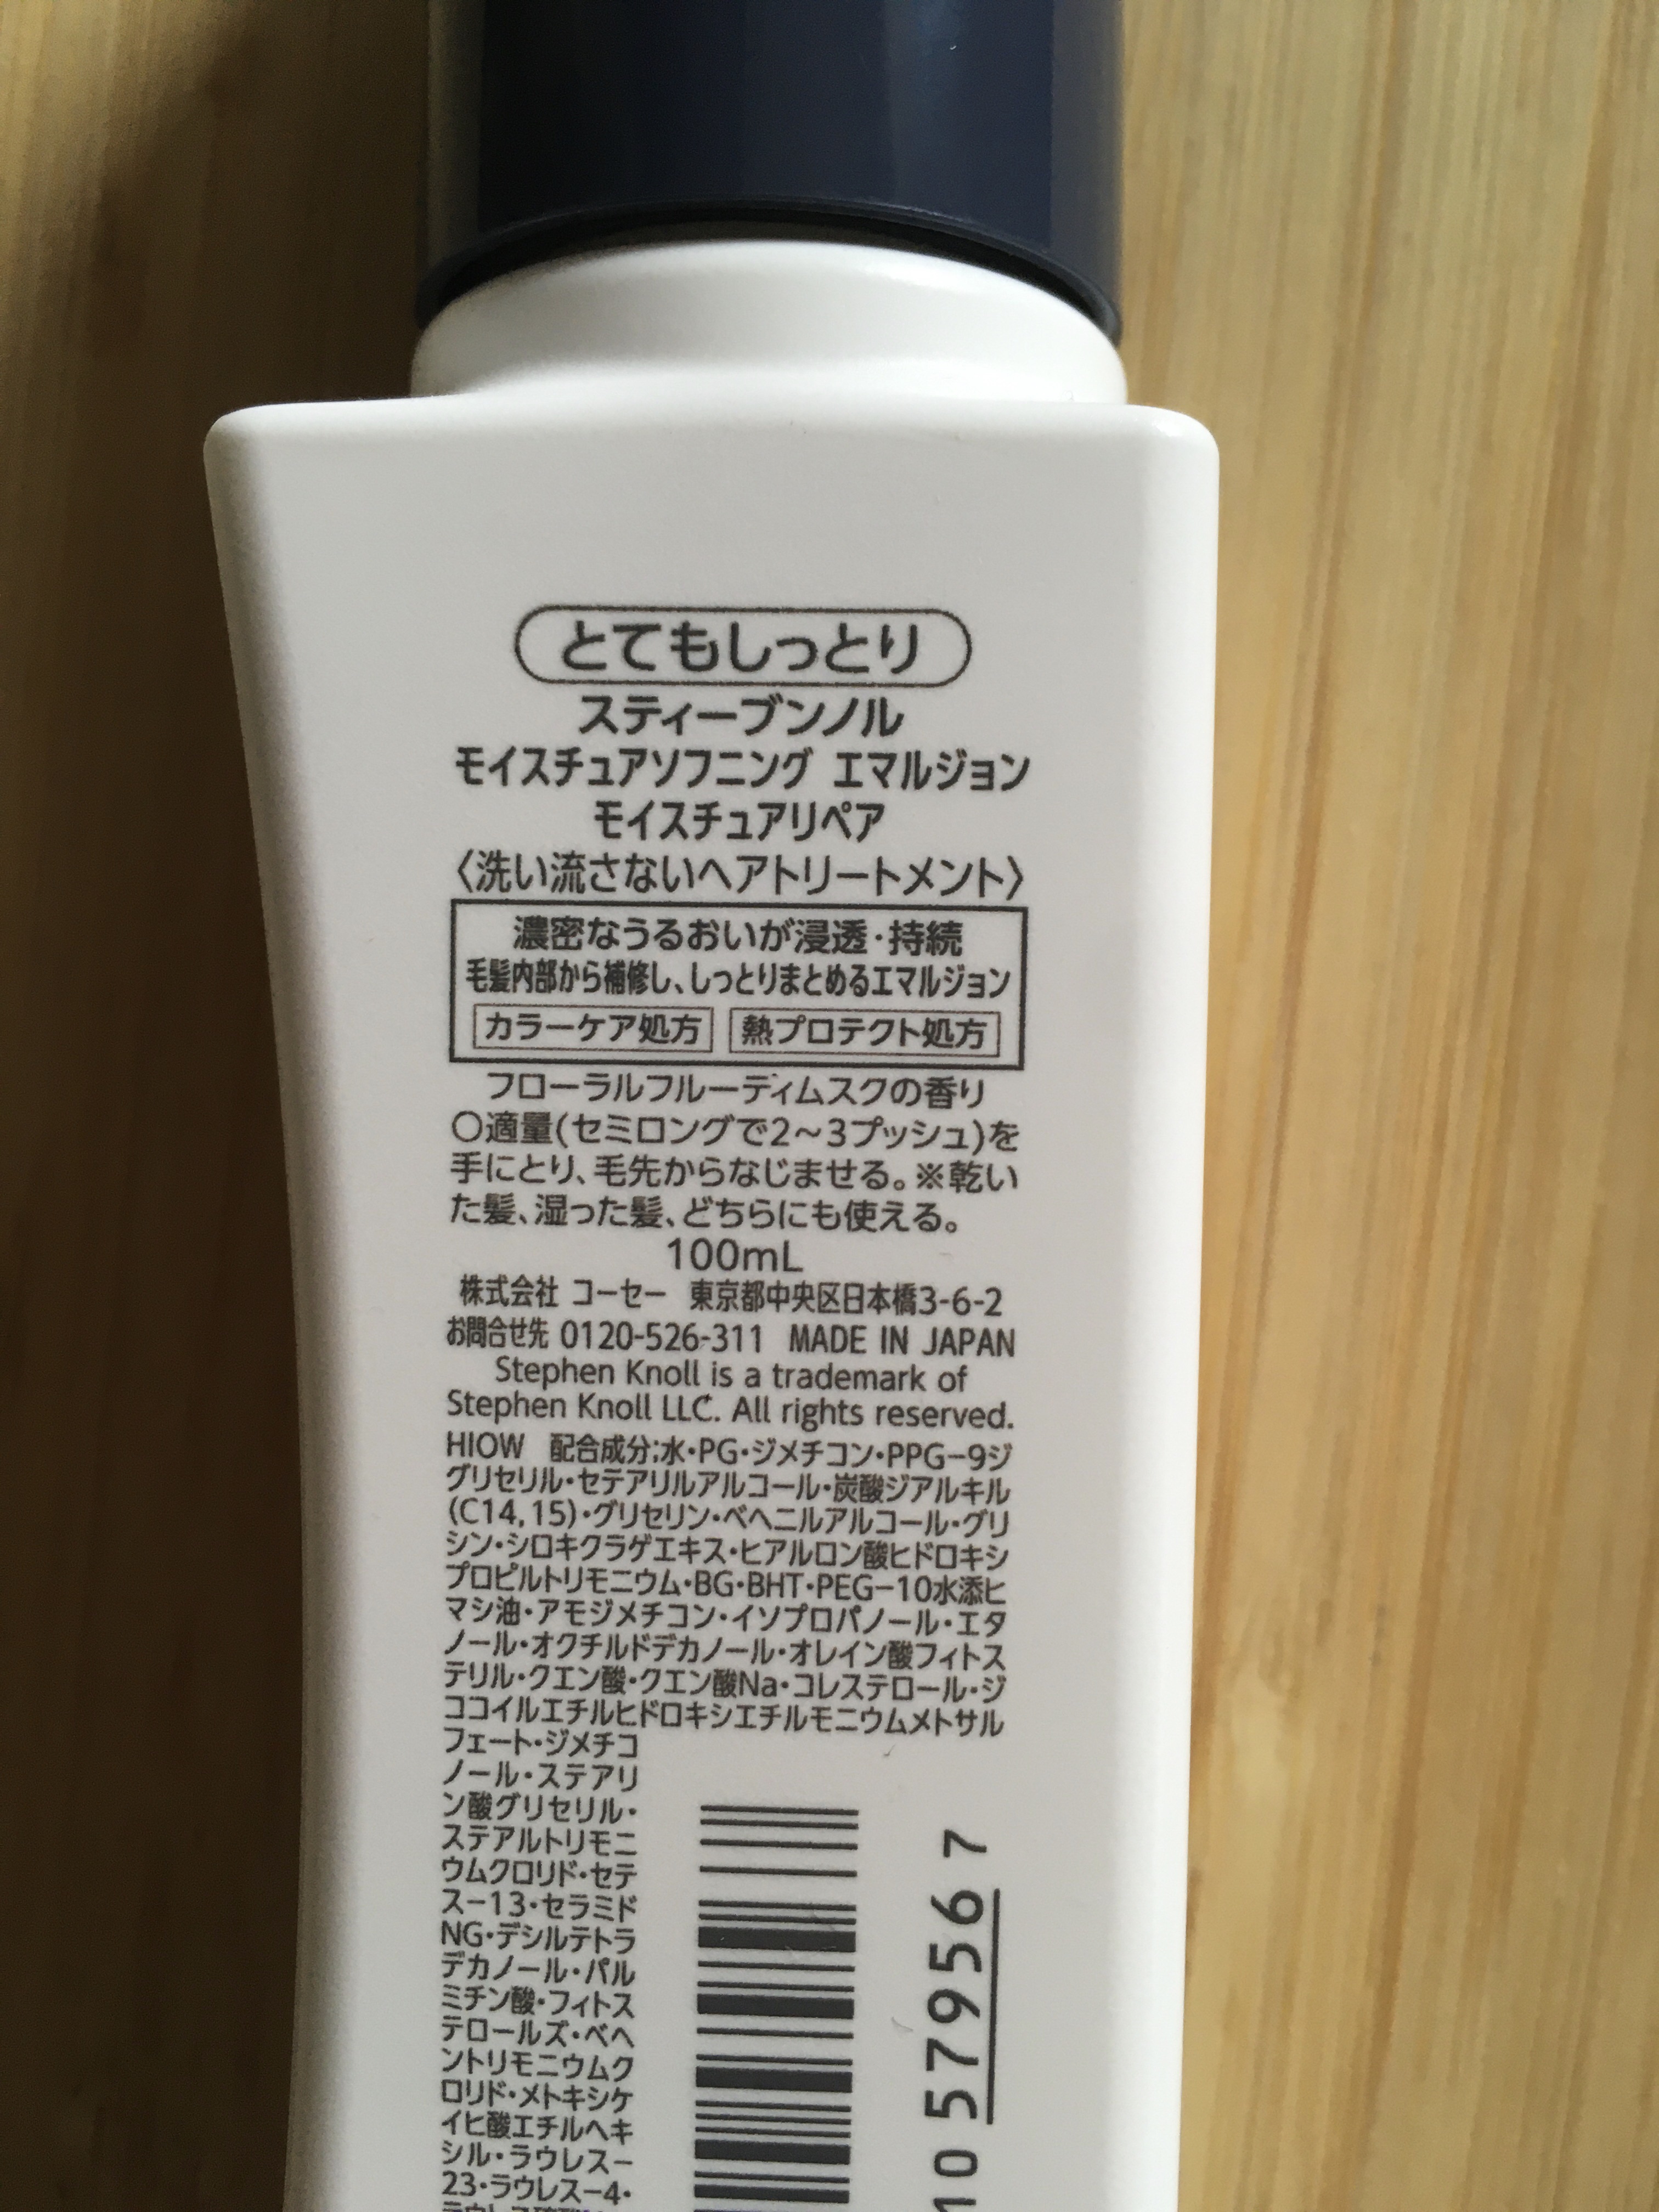 とてもしっとり
スティーブンノル
モイスチュアソフニング エマルジョン
モイスチュアリペア
〈洗い流さないヘアトリートメント〉
濃密なうるおいが浸透・持続
毛髪内部から補修し、しっとりまとめるエマルジョン
カラーケア処方 熱プロテクト処方
フローラルフルーティムスクの香り
○適量(セミロングで2～3プッシュ)を
手にとり、毛先からなじませる。※乾い
た髪、湿った髪、どちらにも使える。
100mL
株式会社 コーセー 東京都中央区日本橋3-6-2
お問合せ先 0120-526-311 MADE IN JAPAN
Stephen Knoll is a trademark of
Stephen Knoll LLC. All rights reserved.
HIOW 配合成分;水・PG・ジメチコン・PPG－9ジ
グリセリル・セテアリルアルコール・炭酸ジアルキル
(C14,15)・グリセリン・ベヘニルアルコール・グリ
シン・シロキクラゲエキス・ヒアルロン酸ヒドロキシ
プロピルトリモニウム・BG・BHT・PEG－10水添ヒ
マシ油・アモジメチコン・イソプロパノール・エタ
ノール・オクチルドデカノール・オレイン酸フィトス
テリル・クエン酸・クエン酸Na・コレステロール・ジ
ココイルエチルヒドロキシエチルモニウムメトサル
フェート・ジメチコ
ノール・ステアリ
ン酸グリセリル・
ステアルトリモニ
ウムクロリド・セテ
ス－13・セラミド
NG・デシルテトラ
デカノール・パル
ミチン酸・フィトス
テロールズ・ベヘ
ントリモニウムク
ロリド・メトキシケ
イヒ酸エチルヘキ
シル・ラウレス－
23・ラウレス－4・
10 57956 7